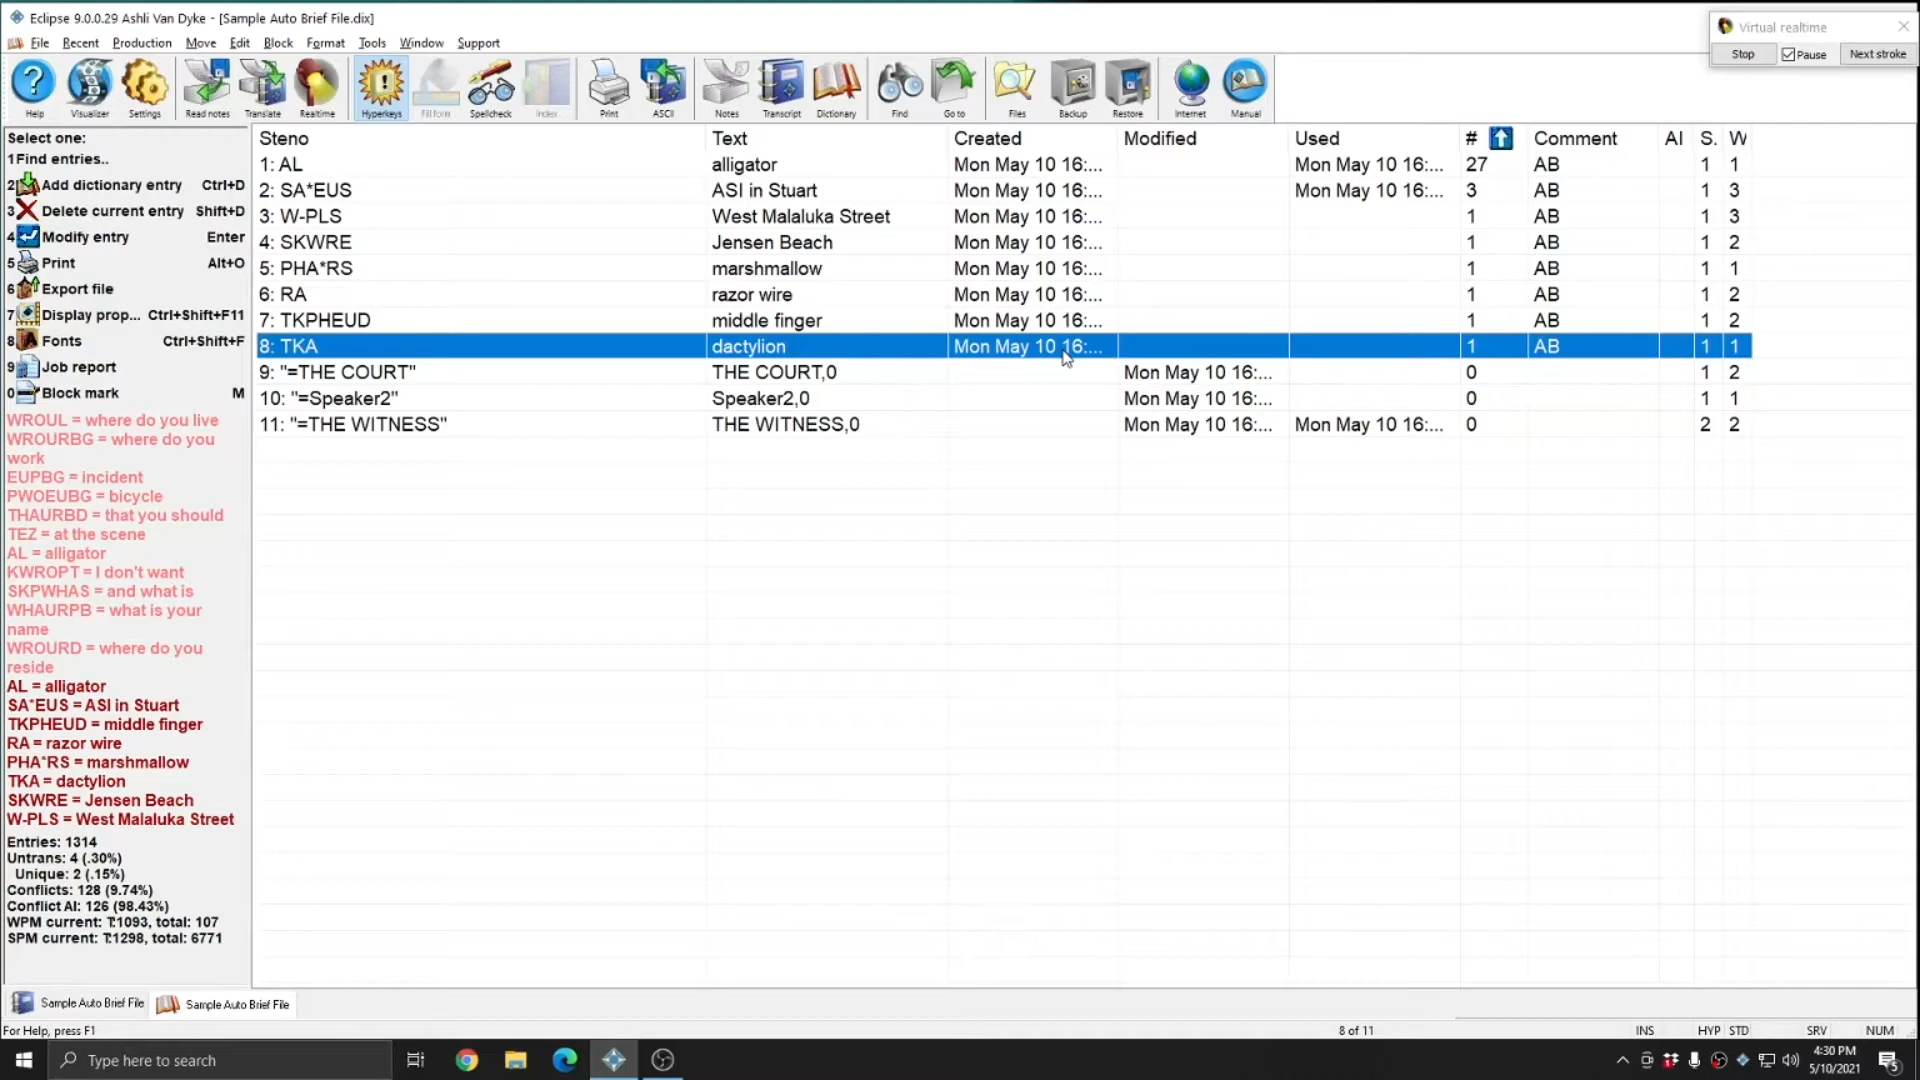 Eclipse 9.0.0.29 Ashli Van Dyke - [Sample Auto Brief File.dix]
Virtual realtime
File Recent Production Move Edit Block Format Tools Window Support
Stop Pause Next stroke
Help Visualizer Settings Read notes Translate Realtime Hyperkeys Fill form Spellcheck Index Print ASCII Notes Transcript Dictionary Find Go to Files Backup Restore Internet Manual
Select one:
1Find entries..
2 Add dictionary entry Ctrl+D
3 Delete current entry Shift+D
4 Modify entry Enter
5 Print Alt+O
6 Export file
7 Display prop... Ctrl+Shift+F11
8 Fonts Ctrl+Shift+F
9 Job report
0 Block mark M
WROUL = where do you live
WROURBG = where do you
work
EUPBG = incident
PWOEUBG = bicycle
THAURBD = that you should
TEZ = at the scene
AL = alligator
KWROPT = I don't want
SKPWHAS = and what is
WHAURPB = what is your
name
WROURD = where do you
reside
AL = alligator
SA*EUS = ASI in Stuart
TKPHEUD = middle finger
RA = razor wire
PHA*RS = marshmallow
TKA = dactylion
SKWRE = Jensen Beach
W-PLS = West Malaluka Street
Entries: 1314
Untrans: 4 (.30%)
Unique: 2 (.15%)
Conflicts: 128 (9.74%)
Conflict AI: 126 (98.43%)
WPM current: T:1093, total: 107
SPM current: T:1298, total: 6771
Steno Text Created Modified Used # Comment AI S. W
1: AL alligator Mon May 10 16:... Mon May 10 16:... 27 AB 1 1
2: SA*EUS ASI in Stuart Mon May 10 16:... Mon May 10 16:... 3 AB 1 3
3: W-PLS West Malaluka Street Mon May 10 16:... 1 AB 1 3
4: SKWRE Jensen Beach Mon May 10 16:... 1 AB 1 2
5: PHA*RS marshmallow Mon May 10 16:... 1 AB 1 1
6: RA razor wire Mon May 10 16:... 1 AB 1 2
7: TKPHEUD middle finger Mon May 10 16:... 1 AB 1 2
8: TKA dactylion Mon May 10 16:... 1 AB 1 1
9: "=THE COURT" THE COURT,0 Mon May 10 16:... 0 1 2
10: "=Speaker2" Speaker2,0 Mon May 10 16:... 0 1 1
11: "=THE WITNESS" THE WITNESS,0 Mon May 10 16:... Mon May 10 16:... 0 2 2
Sample Auto Brief File Sample Auto Brief File
For Help, press F1 8 of 11 INS HYP STD SRV NUM
Type here to search
4:30 PM
5/10/2021
5